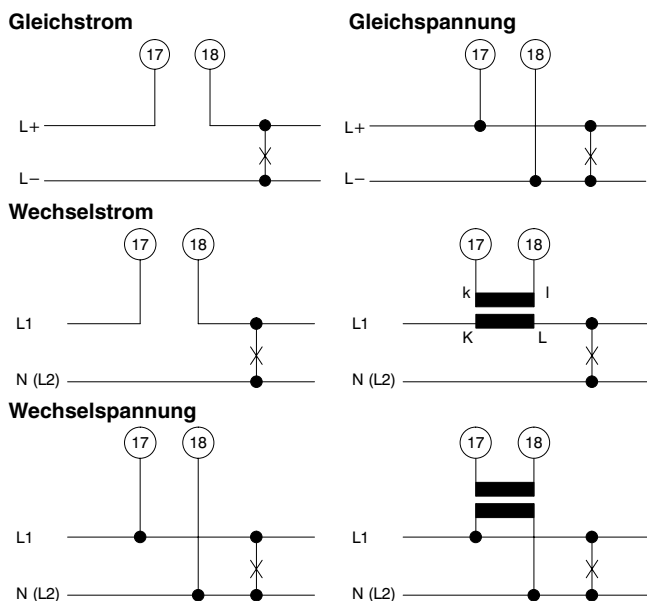 Gleichstrom
17 18
L+
L−
Gleichspannung
17 18
L+
L−
Wechselstrom
17 18
L1
N (L2)
17 18
k l
K L
L1
N (L2)
Wechselspannung
17 18
L1
N (L2)
17 18
L1
N (L2)